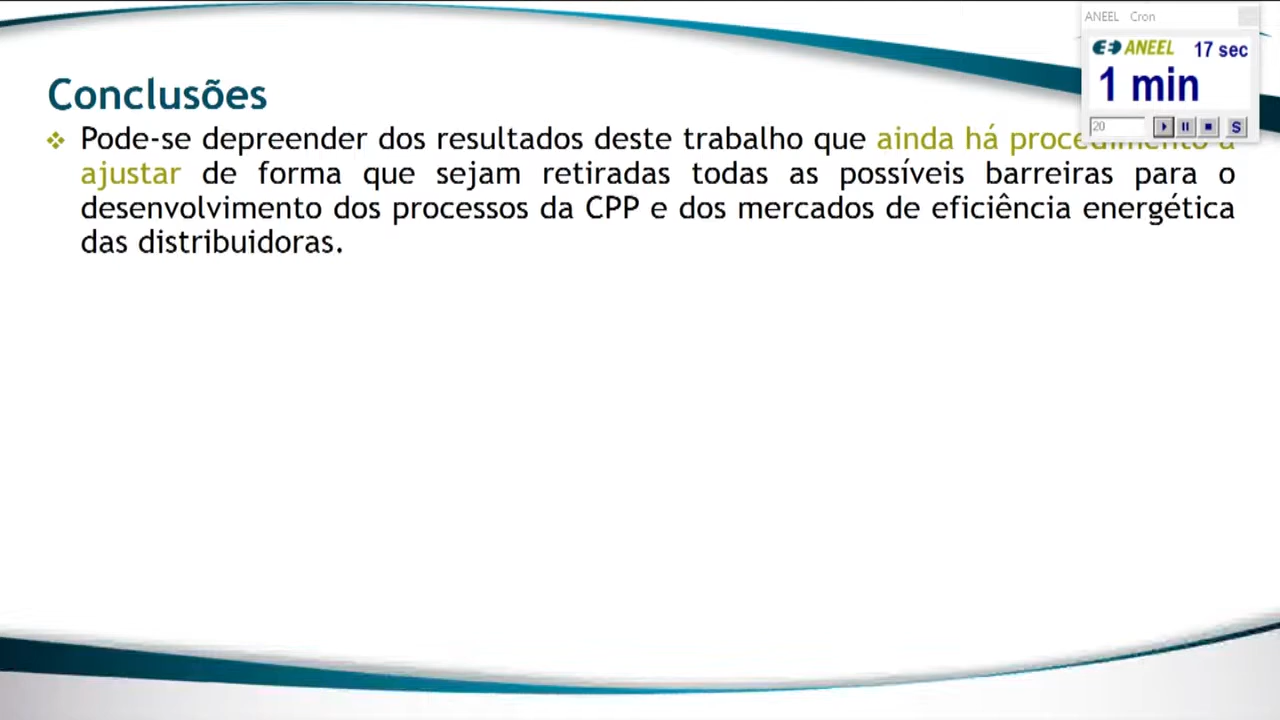 ANEEL Cron
ANEEL 17 sec
1 min
20
S
Conclusões
Pode-se depreender dos resultados deste trabalho que ainda há procedimento a
ajustar de forma que sejam retiradas todas as possíveis barreiras para o
desenvolvimento dos processos da CPP e dos mercados de eficiência energética
das distribuidoras.